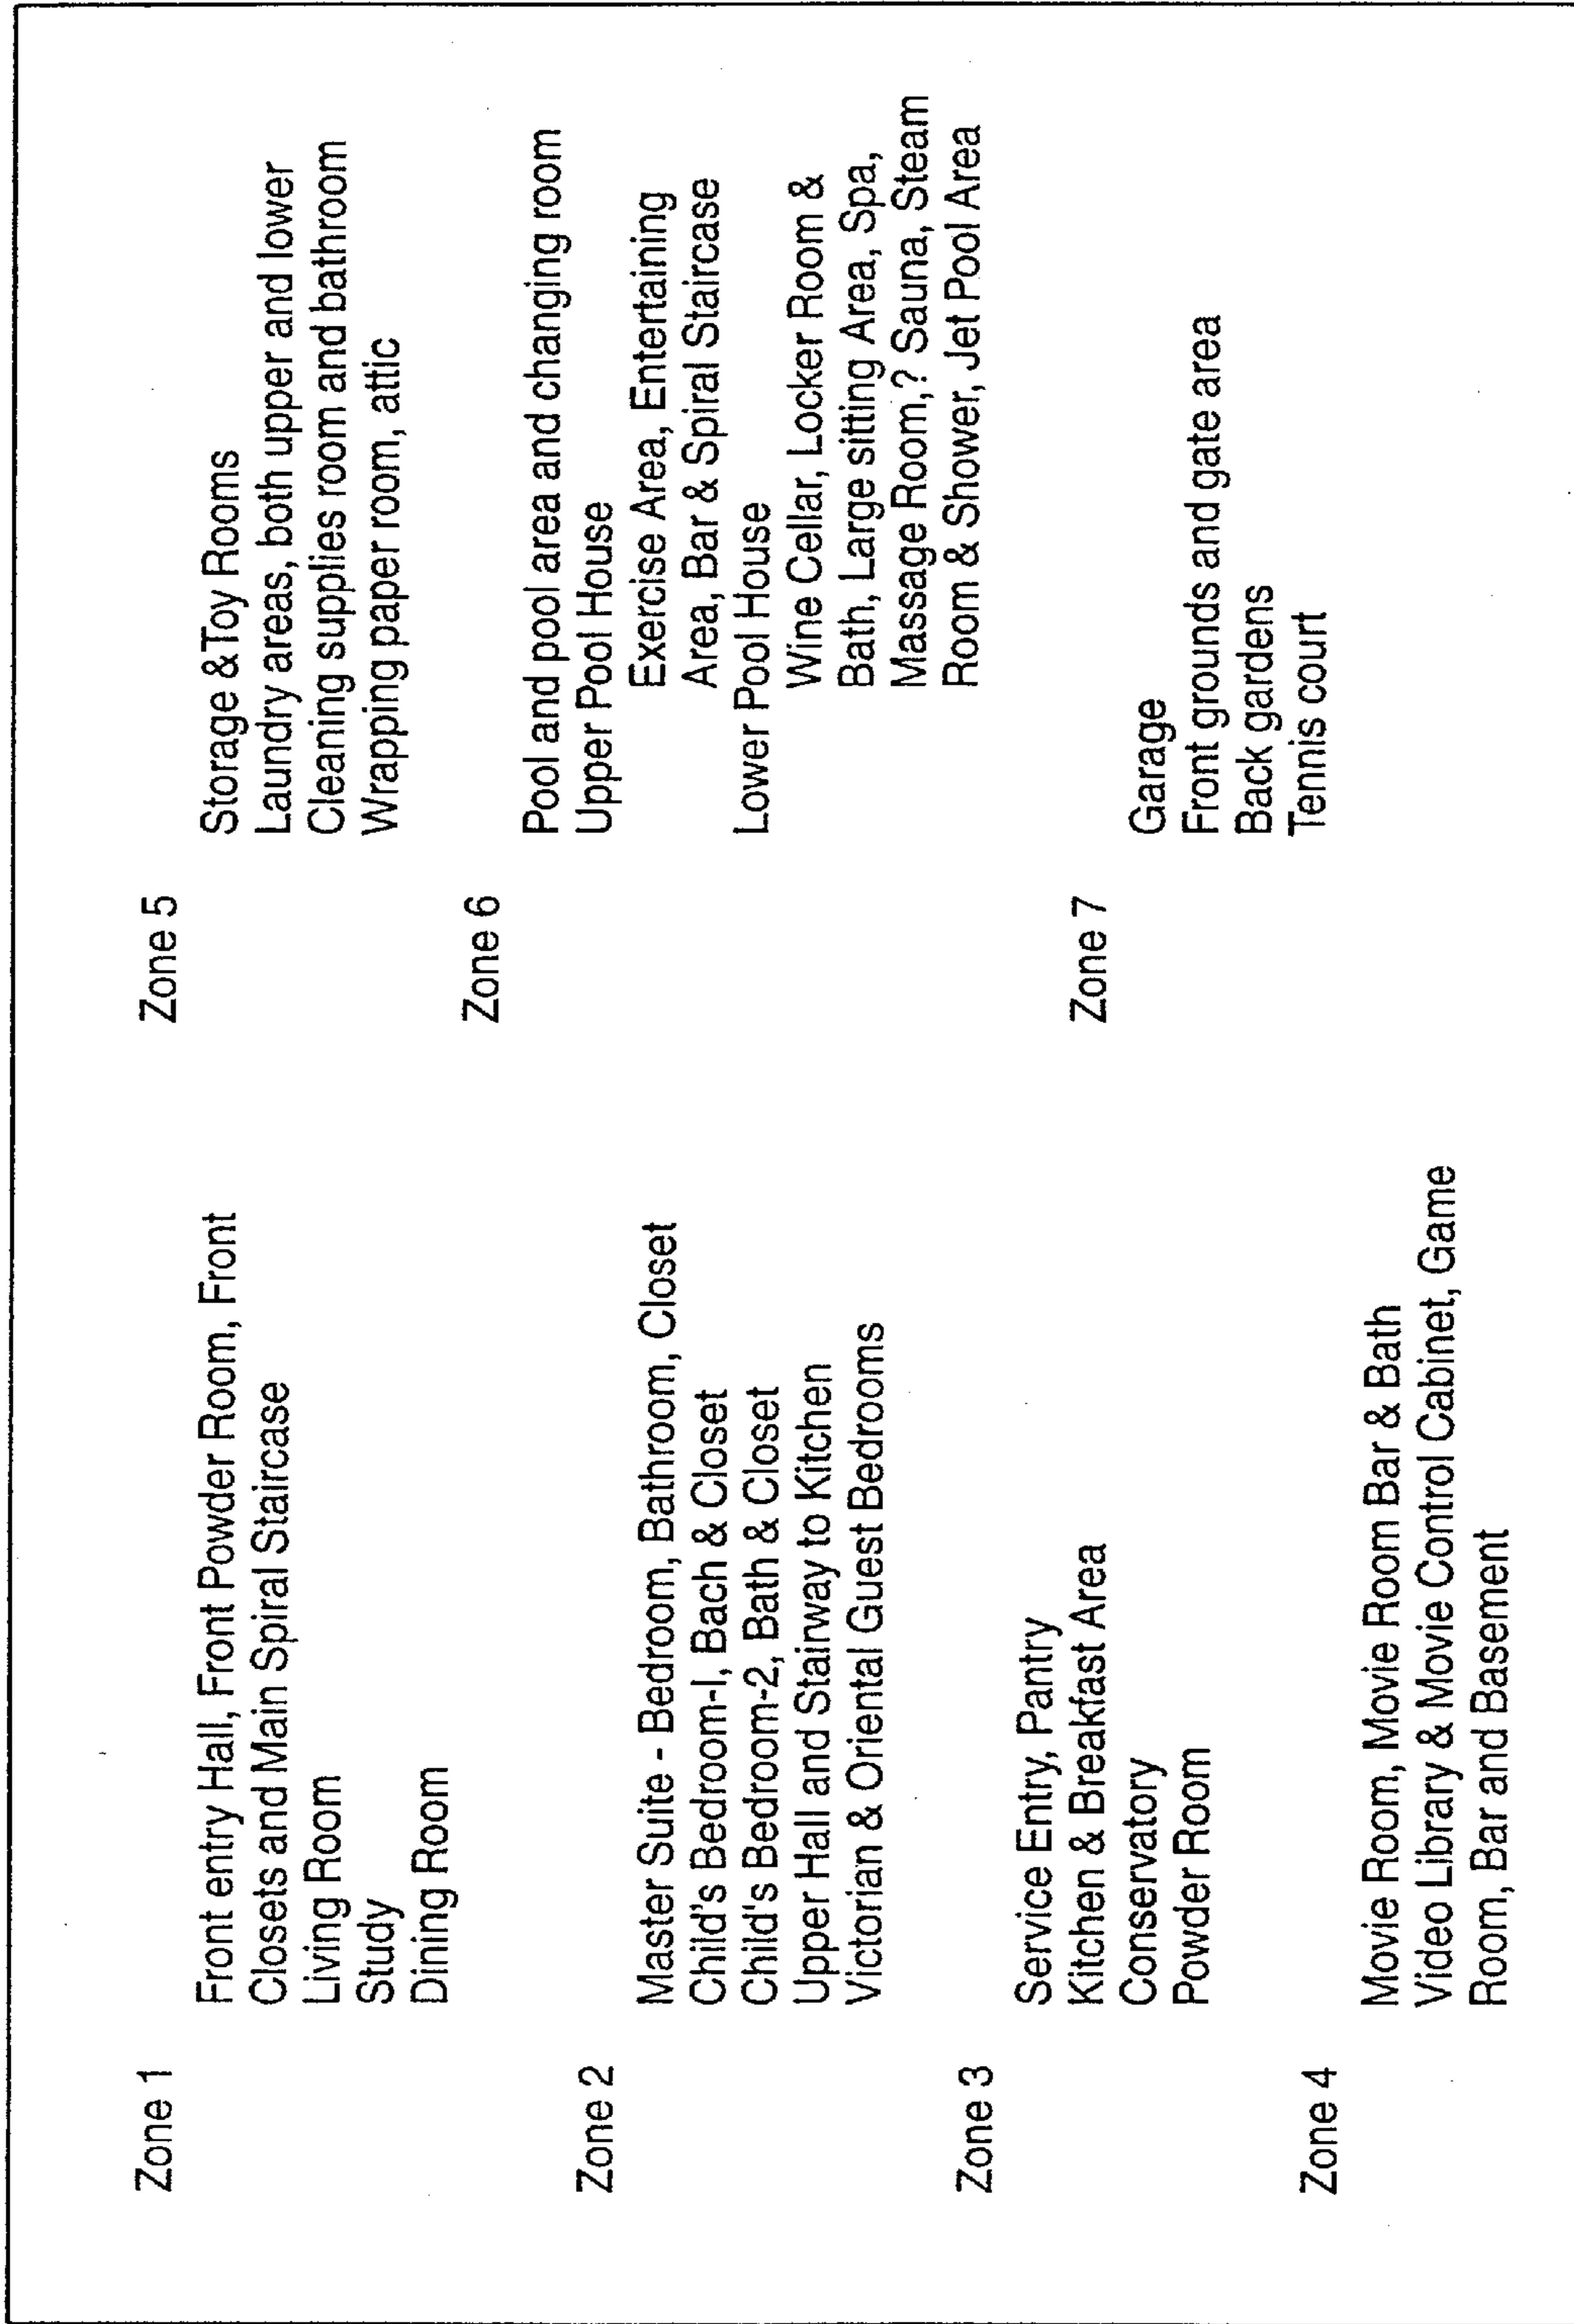 Zone 1
Front entry Hall, Front Powder Room, Front
Closets and Main Spiral Staircase
Living Room
Study
Dining Room
Zone 2
Master Suite - Bedroom, Bathroom, Closet
Child's Bedroom-I, Bach & Closet
Child's Bedroom-2, Bath & Closet
Upper Hall and Stairway to Kitchen
Victorian & Oriental Guest Bedrooms
Zone 3
Service Entry, Pantry
Kitchen & Breakfast Area
Conservatory
Powder Room
Zone 4
Movie Room, Movie Room Bar & Bath
Video Library & Movie Control Cabinet, Game
Room, Bar and Basement
Zone 5
Storage & Toy Rooms
Laundry areas, both upper and lower
Cleaning supplies room and bathroom
Wrapping paper room, attic
Zone 6
Pool and pool area and changing room
Upper Pool House
Exercise Area, Entertaining
Area, Bar & Spiral Staircase
Lower Pool House
Wine Cellar, Locker Room &
Bath, Large sitting Area, Spa,
Massage Room,? Sauna, Steam
Room & Shower, Jet Pool Area
Zone 7
Garage
Front grounds and gate area
Back gardens
Tennis court